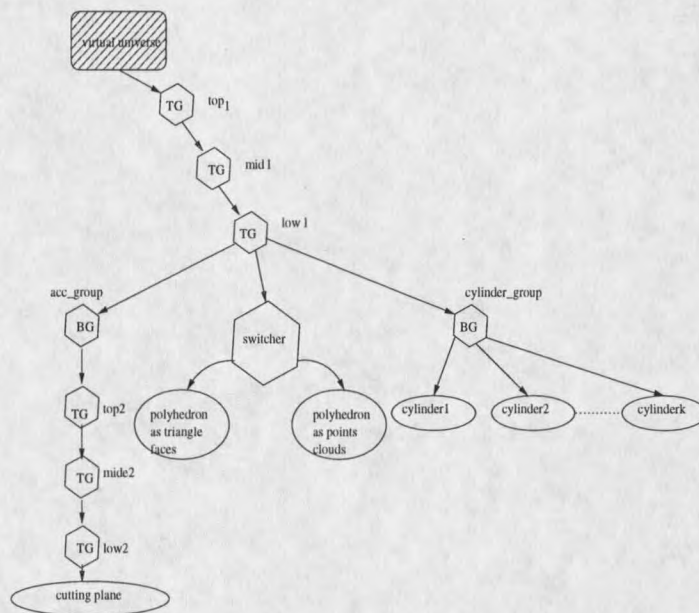 virtual universe
TG
top1
TG
mid1
TG
low1
acc_group
BG
switcher
cylinder_group
BG
TG
top2
polyhedron
as triangle
faces
polyhedron
as points
clouds
cylinder1
cylinder2
cylinderk
TG
mide2
TG
low2
cutting plane